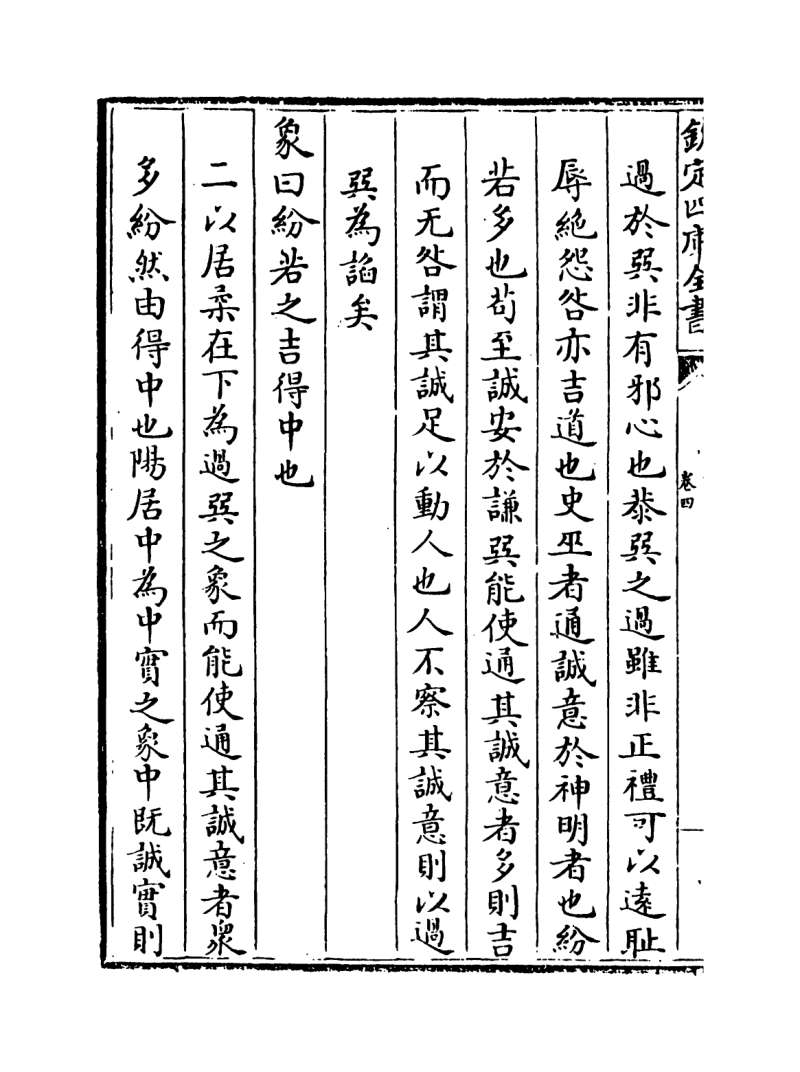 欽定四庫全書
卷四
過於巽非有邪心也恭巽之過雖非正禮可以遠耻
辱絶怨咎亦吉道也史巫者通誠意於神明者也紛
若多也苟至誠安於謙巽能使通其誠意者多則吉
而无咎謂其誠足以動人也人不察其誠意則以過
巽為謟矣
象曰紛若之吉得中也
二以居柔在下為過巽之象而能使通其誠意者衆
多紛然由得中也陽居中為中實之象中既誠實則